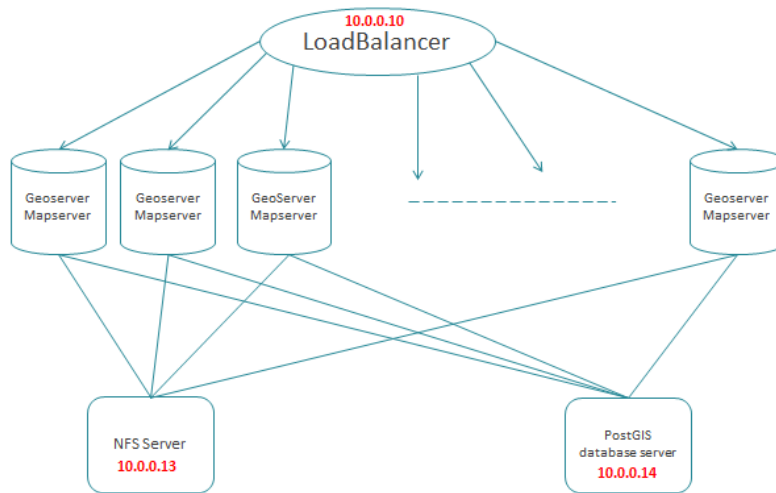 10.0.0.10
LoadBalancer
Geoserver
Mapserver
Geoserver
Mapserver
GeoServer
Mapserver
Geoserver
Mapserver
NFS Server
10.0.0.13
PostGIS
database server
10.0.0.14